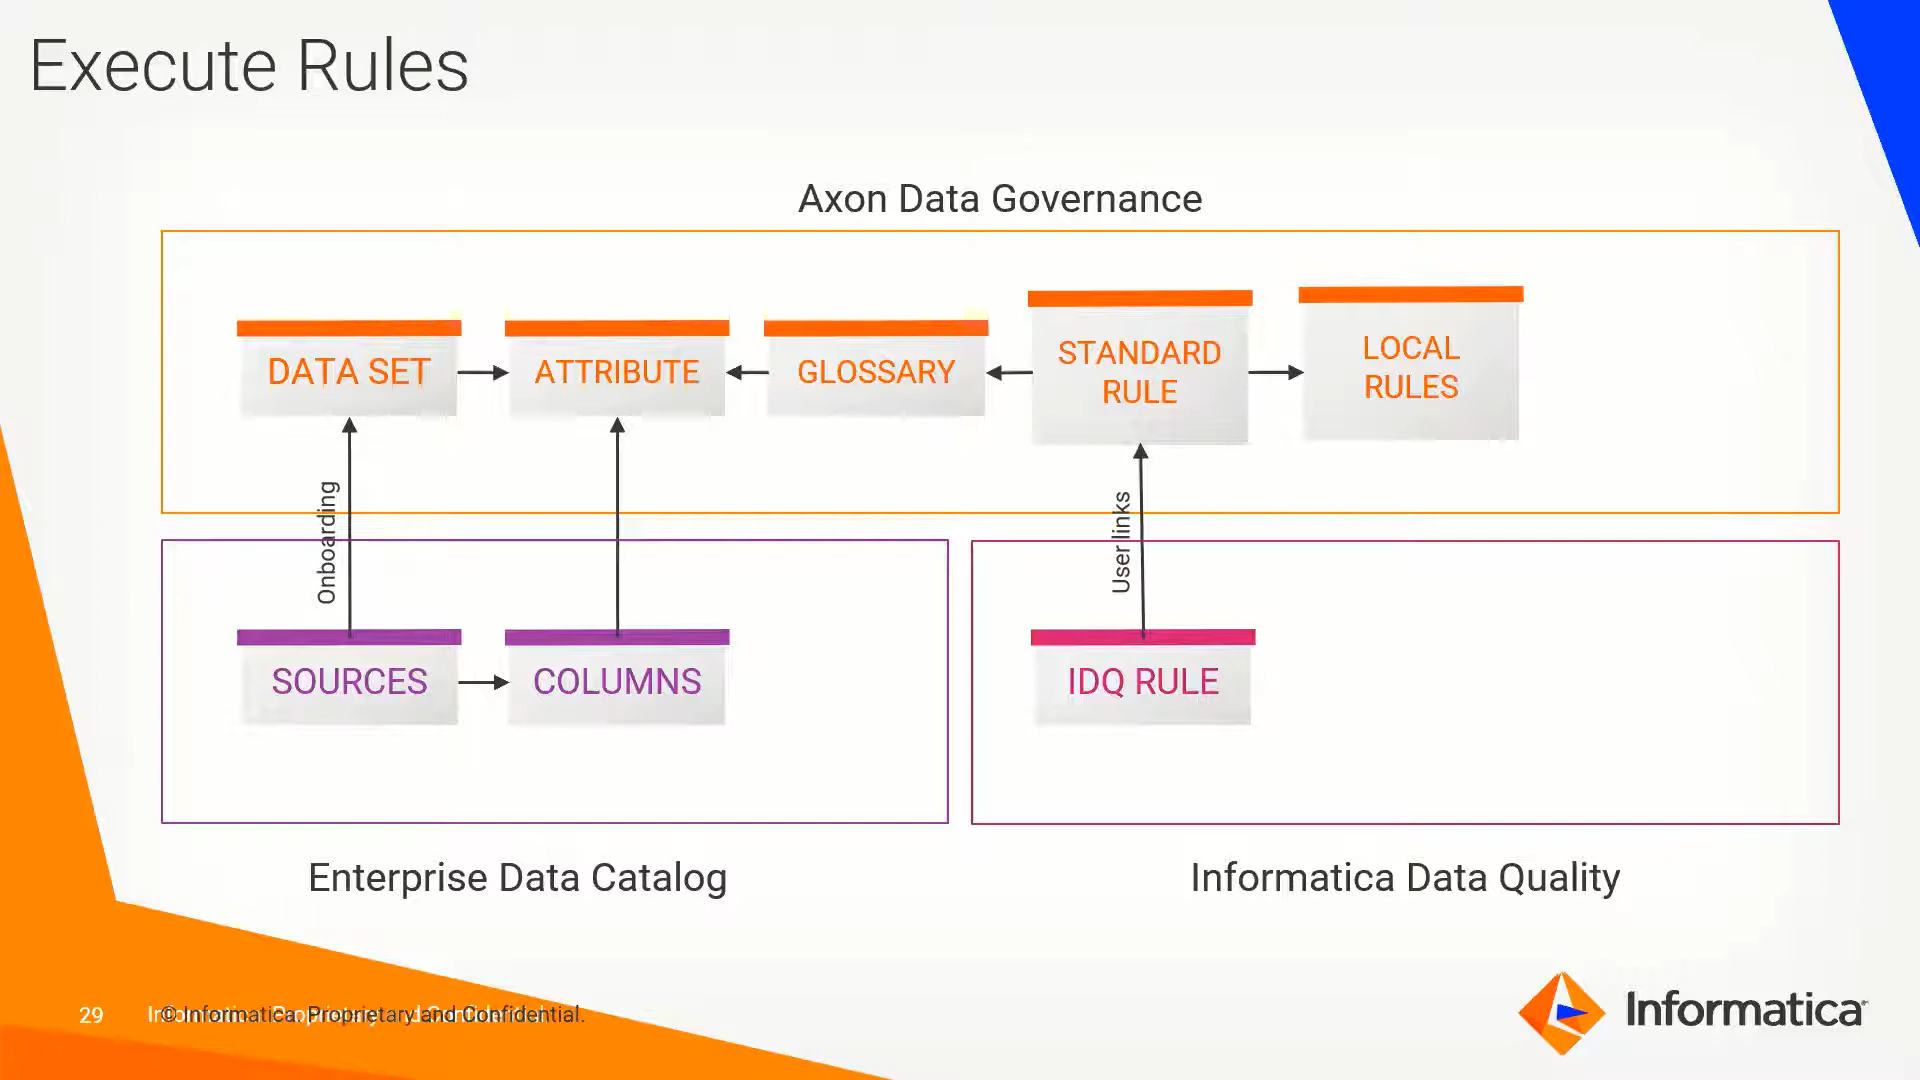 Execute Rules
Axon Data Governance
DATA SET
ATTRIBUTE
GLOSSARY
STANDARD
RULE
LOCAL
RULES
Onboarding
User links
SOURCES
COLUMNS
IDQ RULE
Enterprise Data Catalog
Informatica Data Quality
29
© Informatica. Proprietary and Confidential.
Informatica